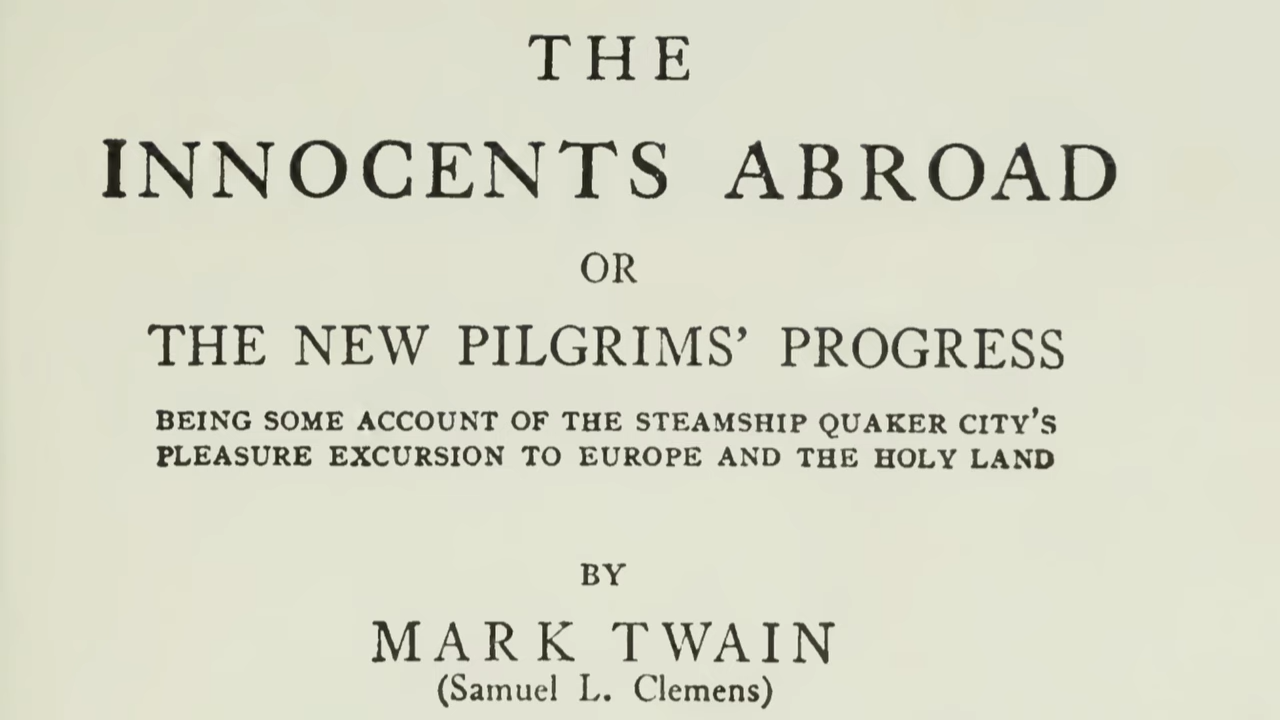 THE
INNOCENTS ABROAD
OR
THE NEW PILGRIMS’ PROGRESS
BEING SOME ACCOUNT OF THE STEAMSHIP QUAKER CITY'S
PLEASURE EXCURSION TO EUROPE AND THE HOLY LAND
BY
MARK TWAIN
(Samuel L. Clemens)